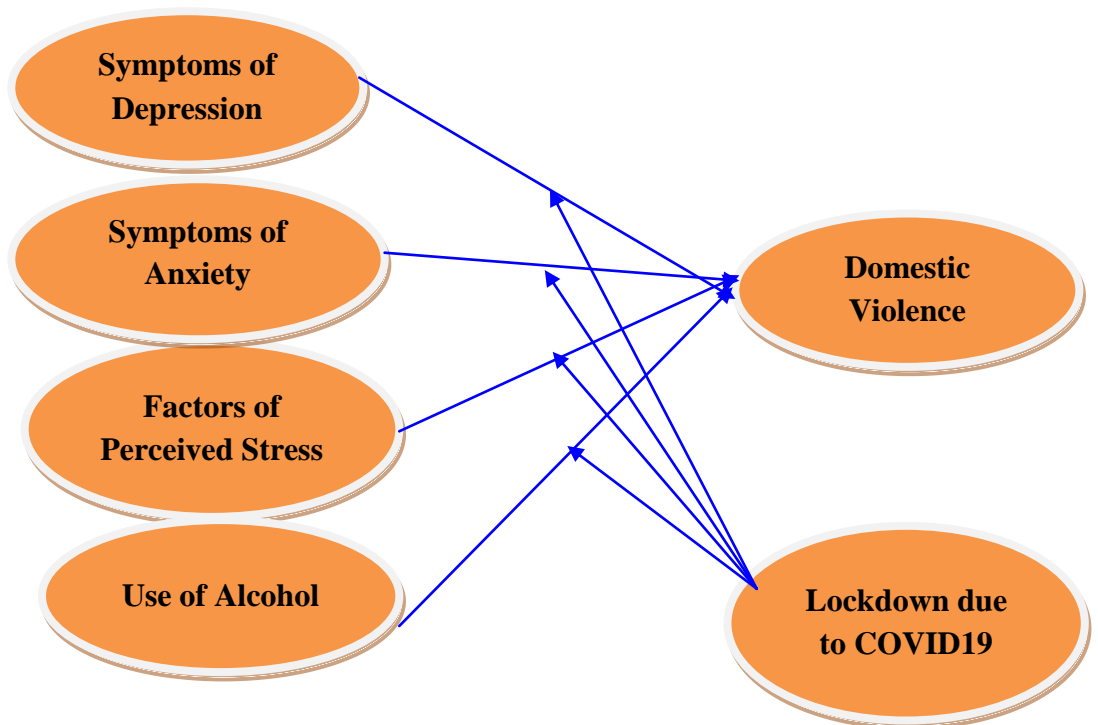 Symptoms of
Depression
Symptoms of
Anxiety
Factors of
Perceived Stress
Use of Alcohol
Domestic
Violence
Lockdown due
to COVID19